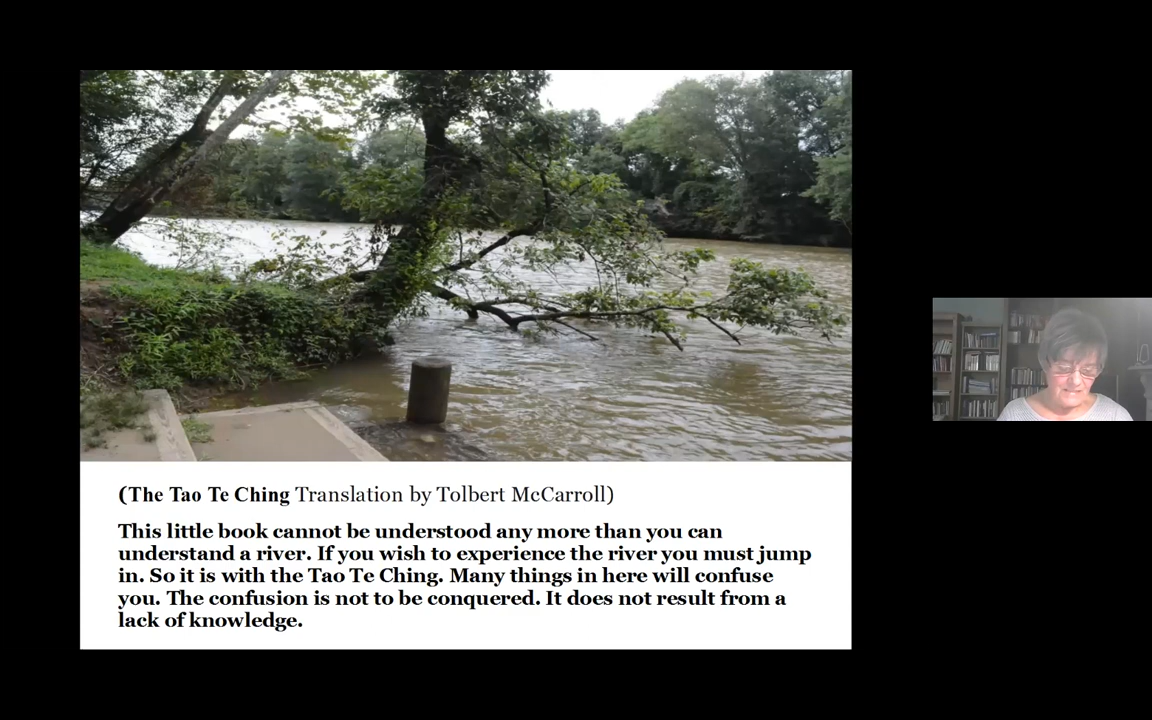 (The Tao Te Ching Translation by Tolbert McCarroll)
This little book cannot be understood any more than you can
understand a river. If you wish to experience the river you must jump
in. So it is with the Tao Te Ching. Many things in here will confuse
you. The confusion is not to be conquered. It does not result from a
lack of knowledge.